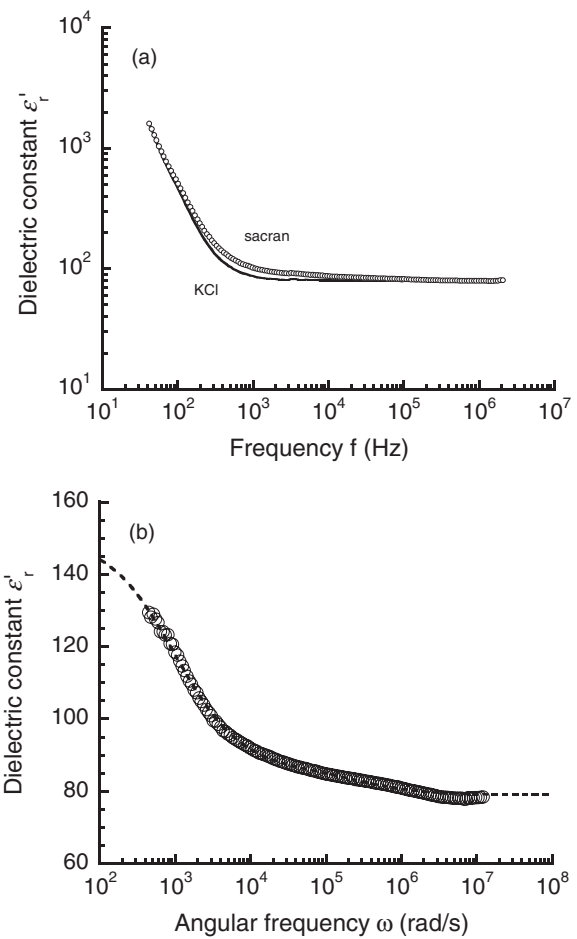 (a)
Dielectric constant ε'r
10⁴
10³
10²
10¹
sacran
KCl
10¹ 10² 10³ 10⁴ 10⁵ 10⁶ 10⁷
Frequency f (Hz)
(b)
Dielectric constant ε'r
160
140
120
100
80
60
10² 10³ 10⁴ 10⁵ 10⁶ 10⁷ 10⁸
Angular frequency ω (rad/s)